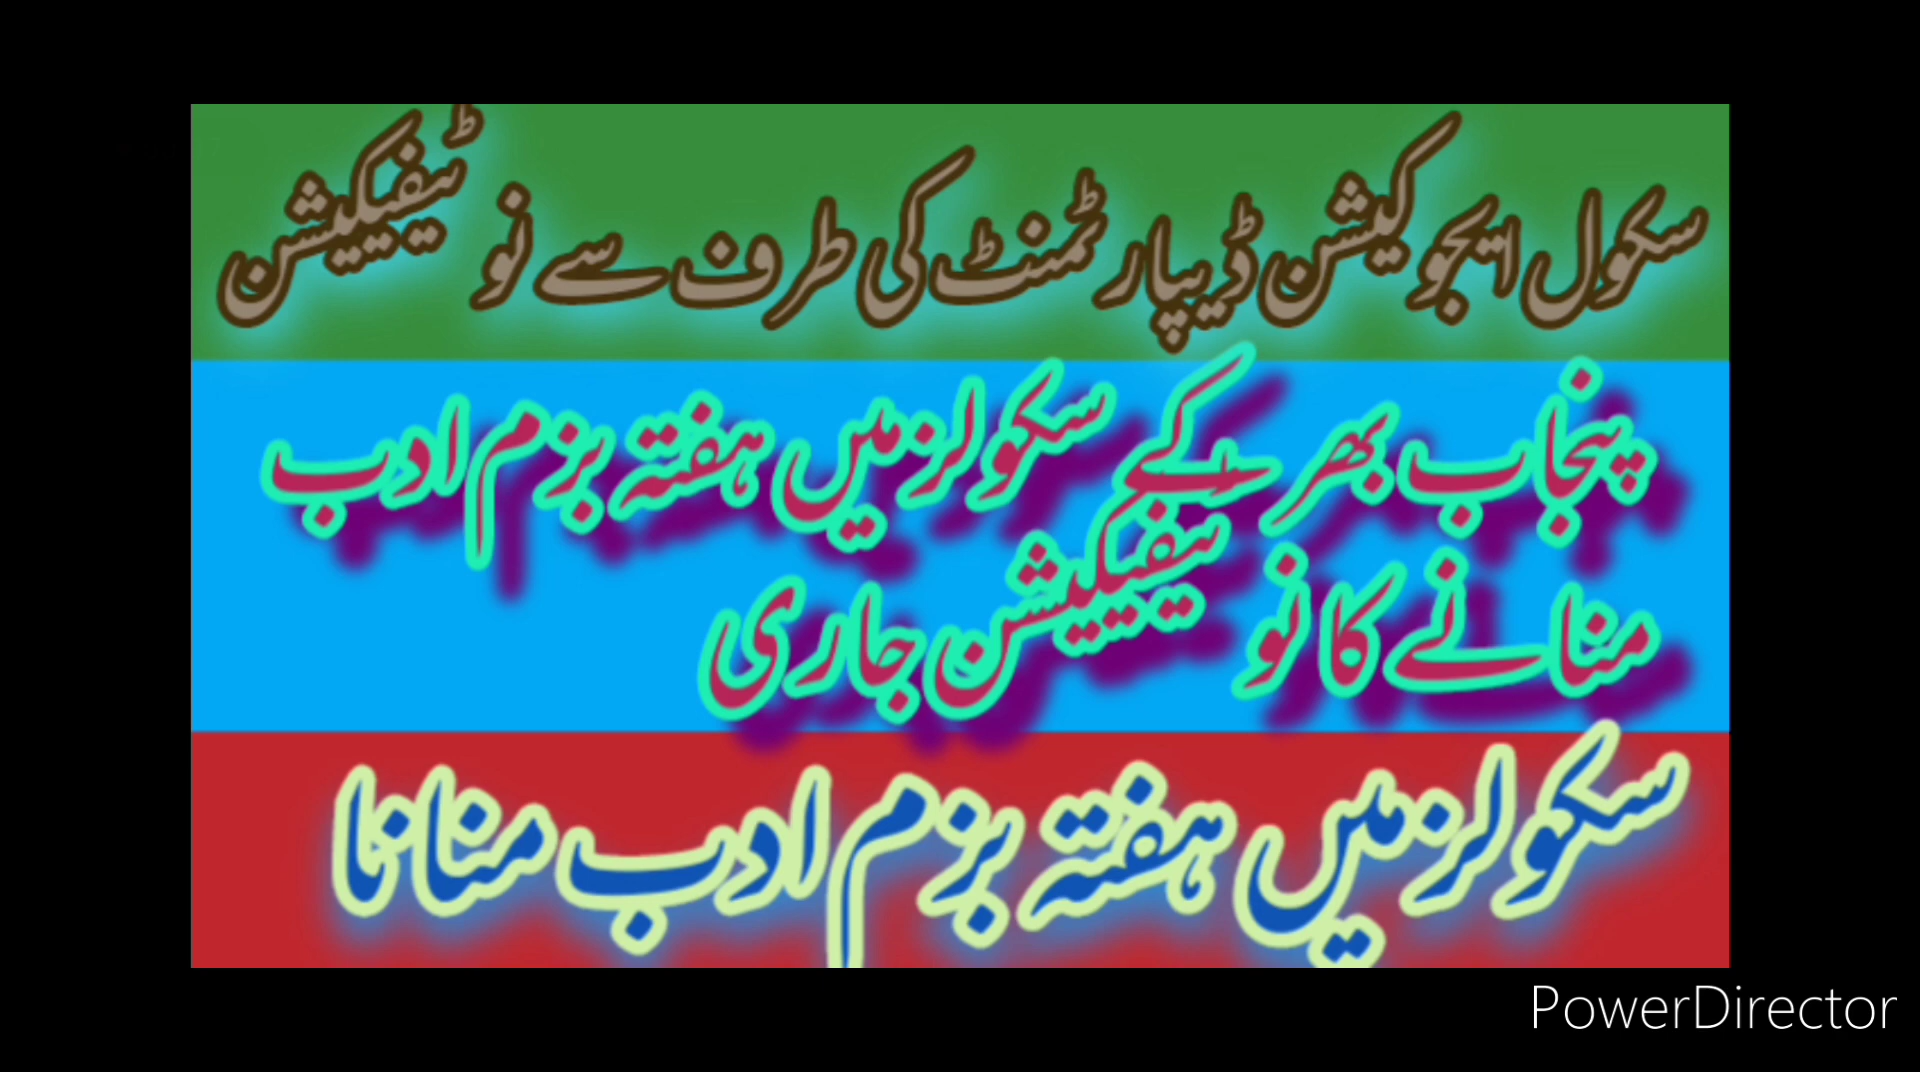 سکول ایجوکیشن ڈیپارٹمنٹ کی طرف سے نوٹیفیکیشن
پنجاب بھر کے سکولز میں ہفتہ بزم ادب
منانے کا نوٹیفیکیشن جاری
سکولز میں ہفتہ بزم ادب منانا
PowerDirector